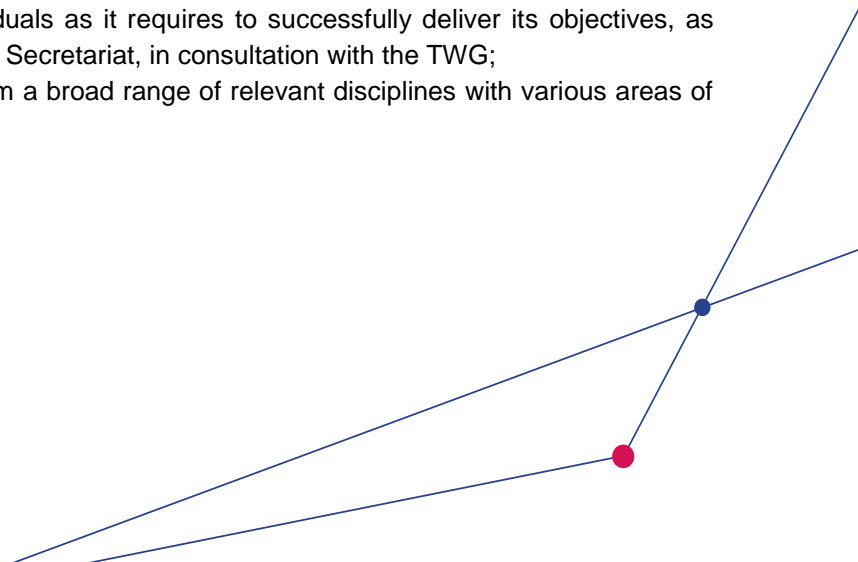 duals as it requires to successfully deliver its objectives, as
Secretariat, in consultation with the TWG;
m a broad range of relevant disciplines with various areas of